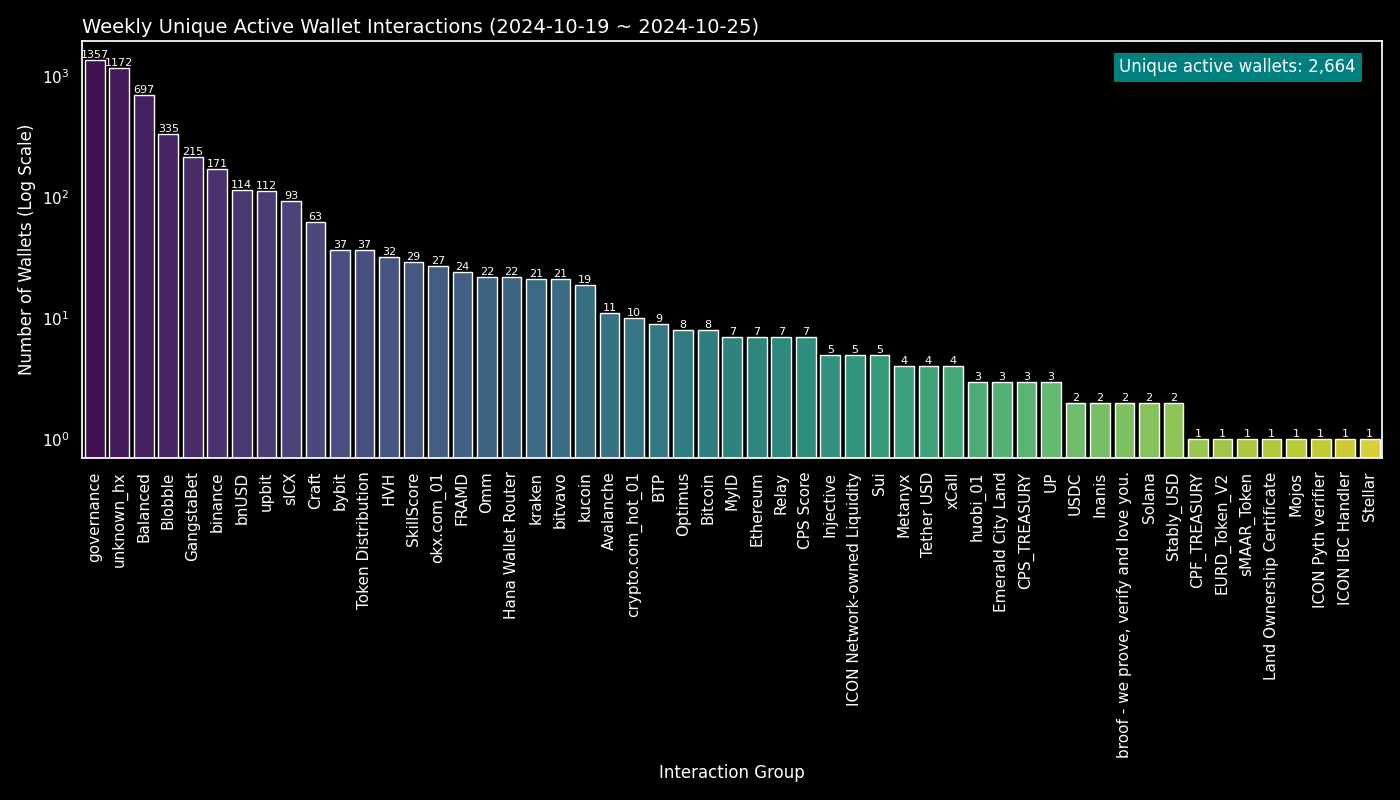 Weekly Unique Active Wallet Interactions (2024-10-19 ~ 2024-10-25)
Unique active wallets: 2,664
Number of Wallets (Log Scale)
10³
10²
10¹
10⁰
1357
1172
697
335
215
171
114
112
93
63
37
37
32
29
27
24
22
22
21
21
19
11
10
9
8
8
7
7
7
7
5
5
5
4
4
4
3
3
3
3
2
2
2
2
2
1
1
1
1
1
1
1
1
governance
unknown_hx
Balanced
Blobble
GangstaBet
binance
bnUSD
upbit
sICX
Craft
bybit
Token Distribution
HVH
SkillScore
okx.com_01
FRAMD
Omm
Hana Wallet Router
kraken
bitvavo
kucoin
Avalanche
crypto.com_hot_01
BTP
Optimus
Bitcoin
MyID
Ethereum
Relay
CPS Score
Injective
ICON Network-owned Liquidity
Sui
Metanyx
Tether USD
xCall
huobi_01
Emerald City Land
CPS_TREASURY
UP
USDC
Inanis
broof - we prove, verify and love you.
Solana
Stably_USD
CPF_TREASURY
EURD_Token_V2
sMAAR_Token
Land Ownership Certificate
Mojos
ICON Pyth verifier
ICON IBC Handler
Stellar
Interaction Group